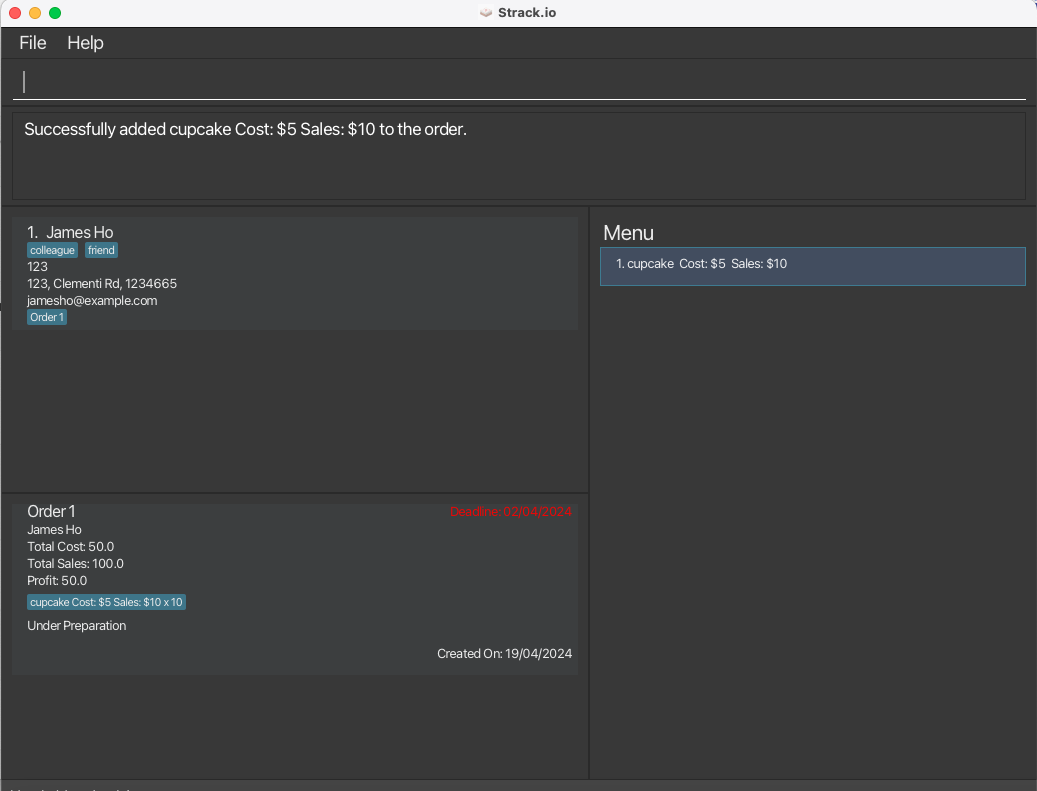 Strack.io
File Help
Successfully added cupcake Cost: $5 Sales: $10 to the order.
1. James Ho
colleague friend
123
123, Clementi Rd, 1234665
jamesho@example.com
Order 1
Menu
1. cupcake Cost: $5 Sales: $10
Order 1 Deadline: 02/04/2024
James Ho
Total Cost: 50.0
Total Sales: 100.0
Profit: 50.0
cupcake Cost: $5 Sales: $10 x 10
Under Preparation
Created On: 19/04/2024